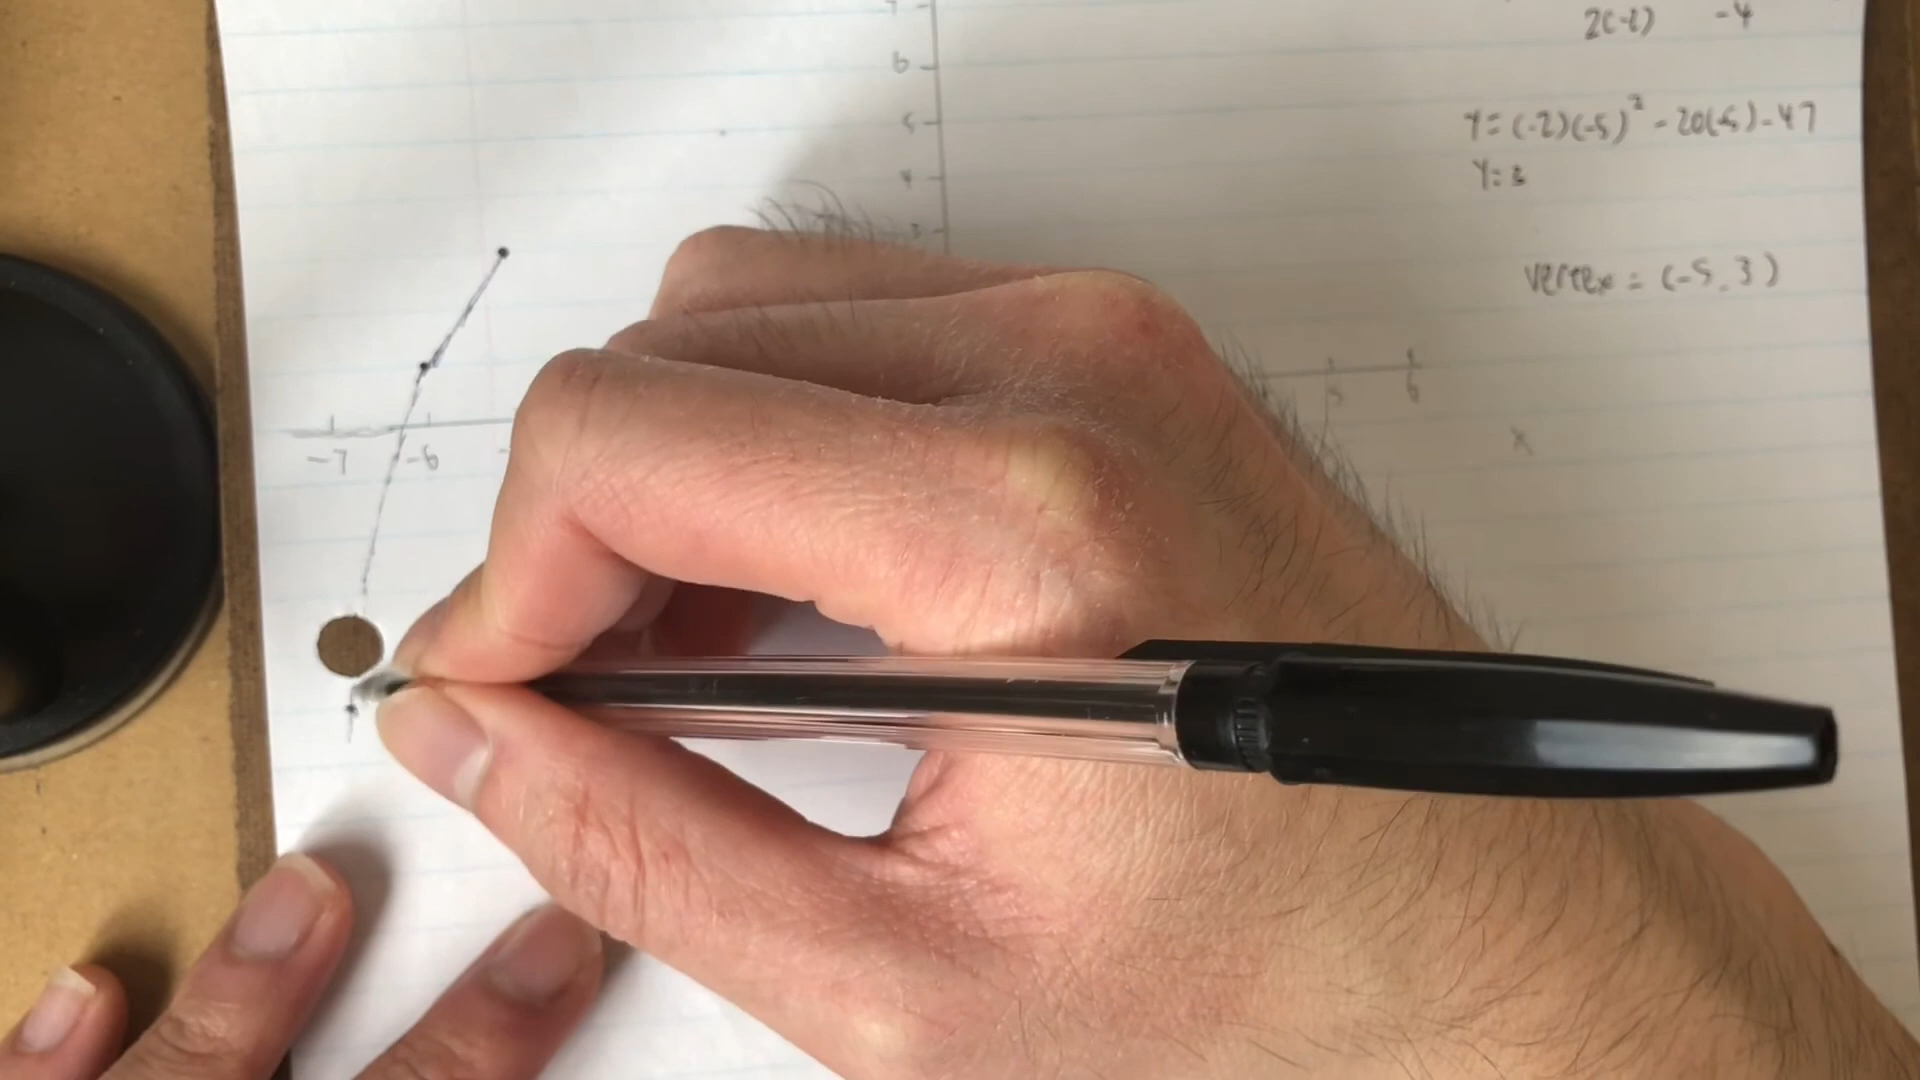 2(-2) -4
6
5
Y=(-2)(-5)² -20(-5)-47
4
Y=3
3
vertex = (-5,3)
5 6
-7 -6
x